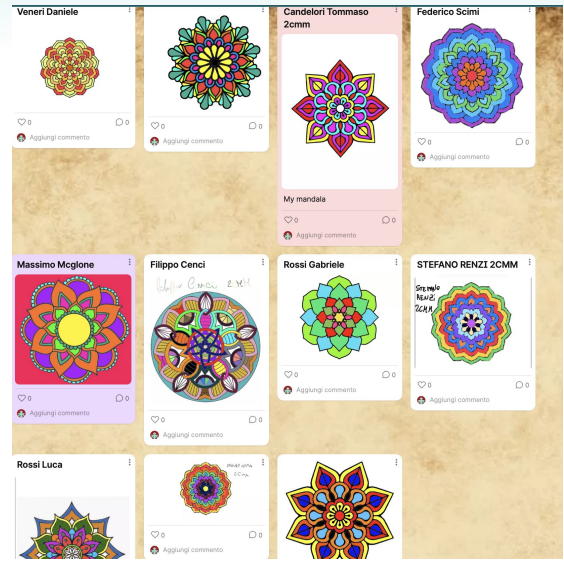 Veneri Daniele
0 0
Aggiungi commento
0 0
Aggiungi commento
Candelori Tommaso
2cmm
My mandala
0 0
Aggiungi commento
Federico Scimi
0 0
Aggiungi commento
Massimo Mcglone
0 0
Aggiungi commento
Filippo Cenci
Filippo Cenci 2MM
0 0
Aggiungi commento
Rossi Gabriele
0 0
Aggiungi commento
STEFANO RENZI 2CMM
STEFANO
RENZI
2CMM
0 0
Aggiungi commento
Rossi Luca
0 0
Aggiungi commento